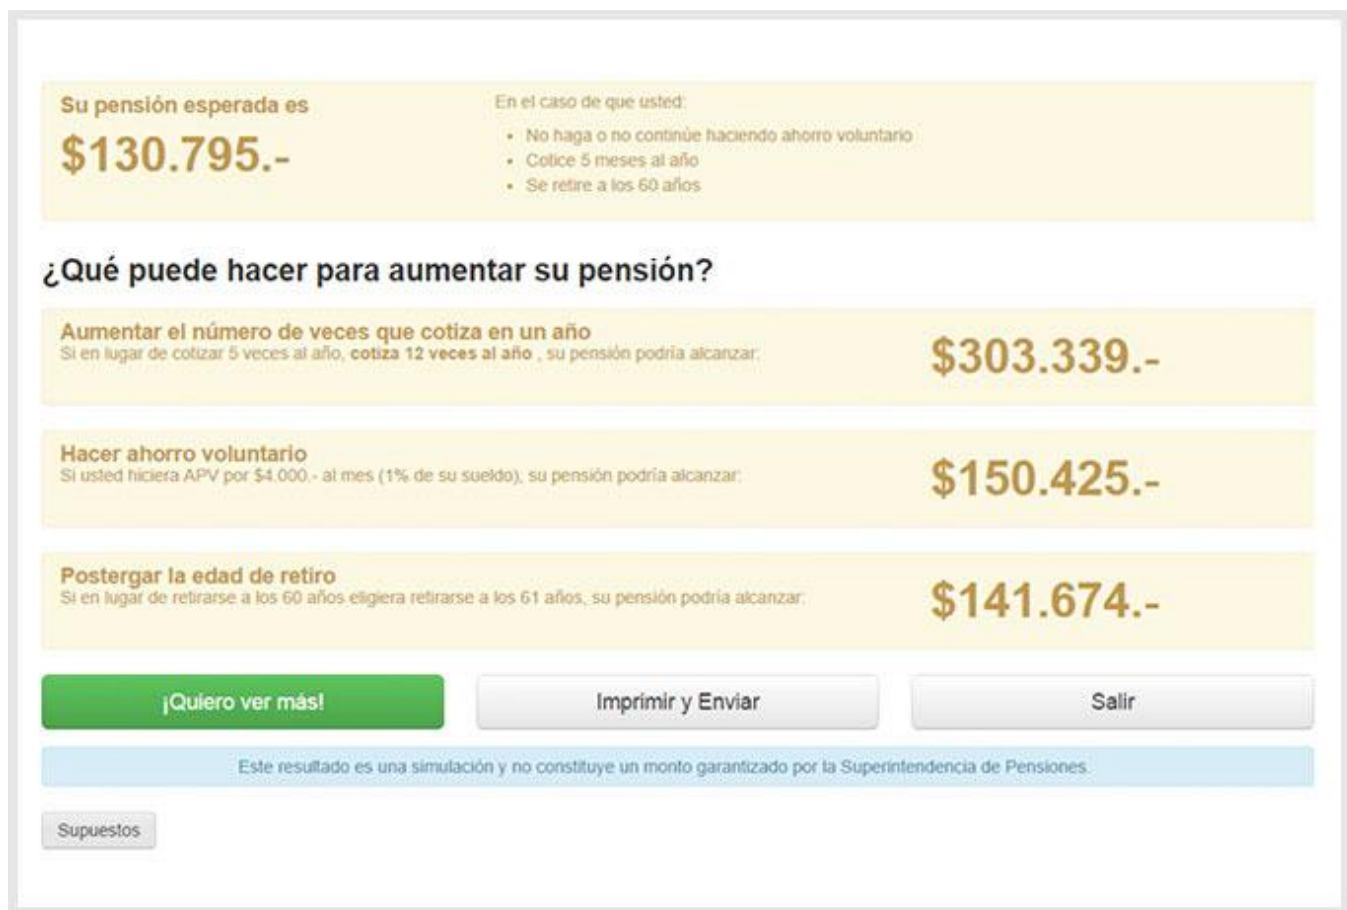 Su pensión esperada es
$130.795.-
En el caso de que usted:
• No haga o no continúe haciendo ahorro voluntario
• Cotice 5 meses al año
• Se retire a los 60 años
¿Qué puede hacer para aumentar su pensión?
Aumentar el número de veces que cotiza en un año
Si en lugar de cotizar 5 veces al año, cotiza 12 veces al año , su pensión podría alcanzar:
$303.339.-
Hacer ahorro voluntario
Si usted hiciera APV por $4.000.- al mes (1% de su sueldo), su pensión podría alcanzar:
$150.425.-
Postergar la edad de retiro
Si en lugar de retirarse a los 60 años eligiera retirarse a los 61 años, su pensión podría alcanzar:
$141.674.-
¡Quiero ver más!
Imprimir y Enviar
Salir
Este resultado es una simulación y no constituye un monto garantizado por la Superintendencia de Pensiones.
Supuestos